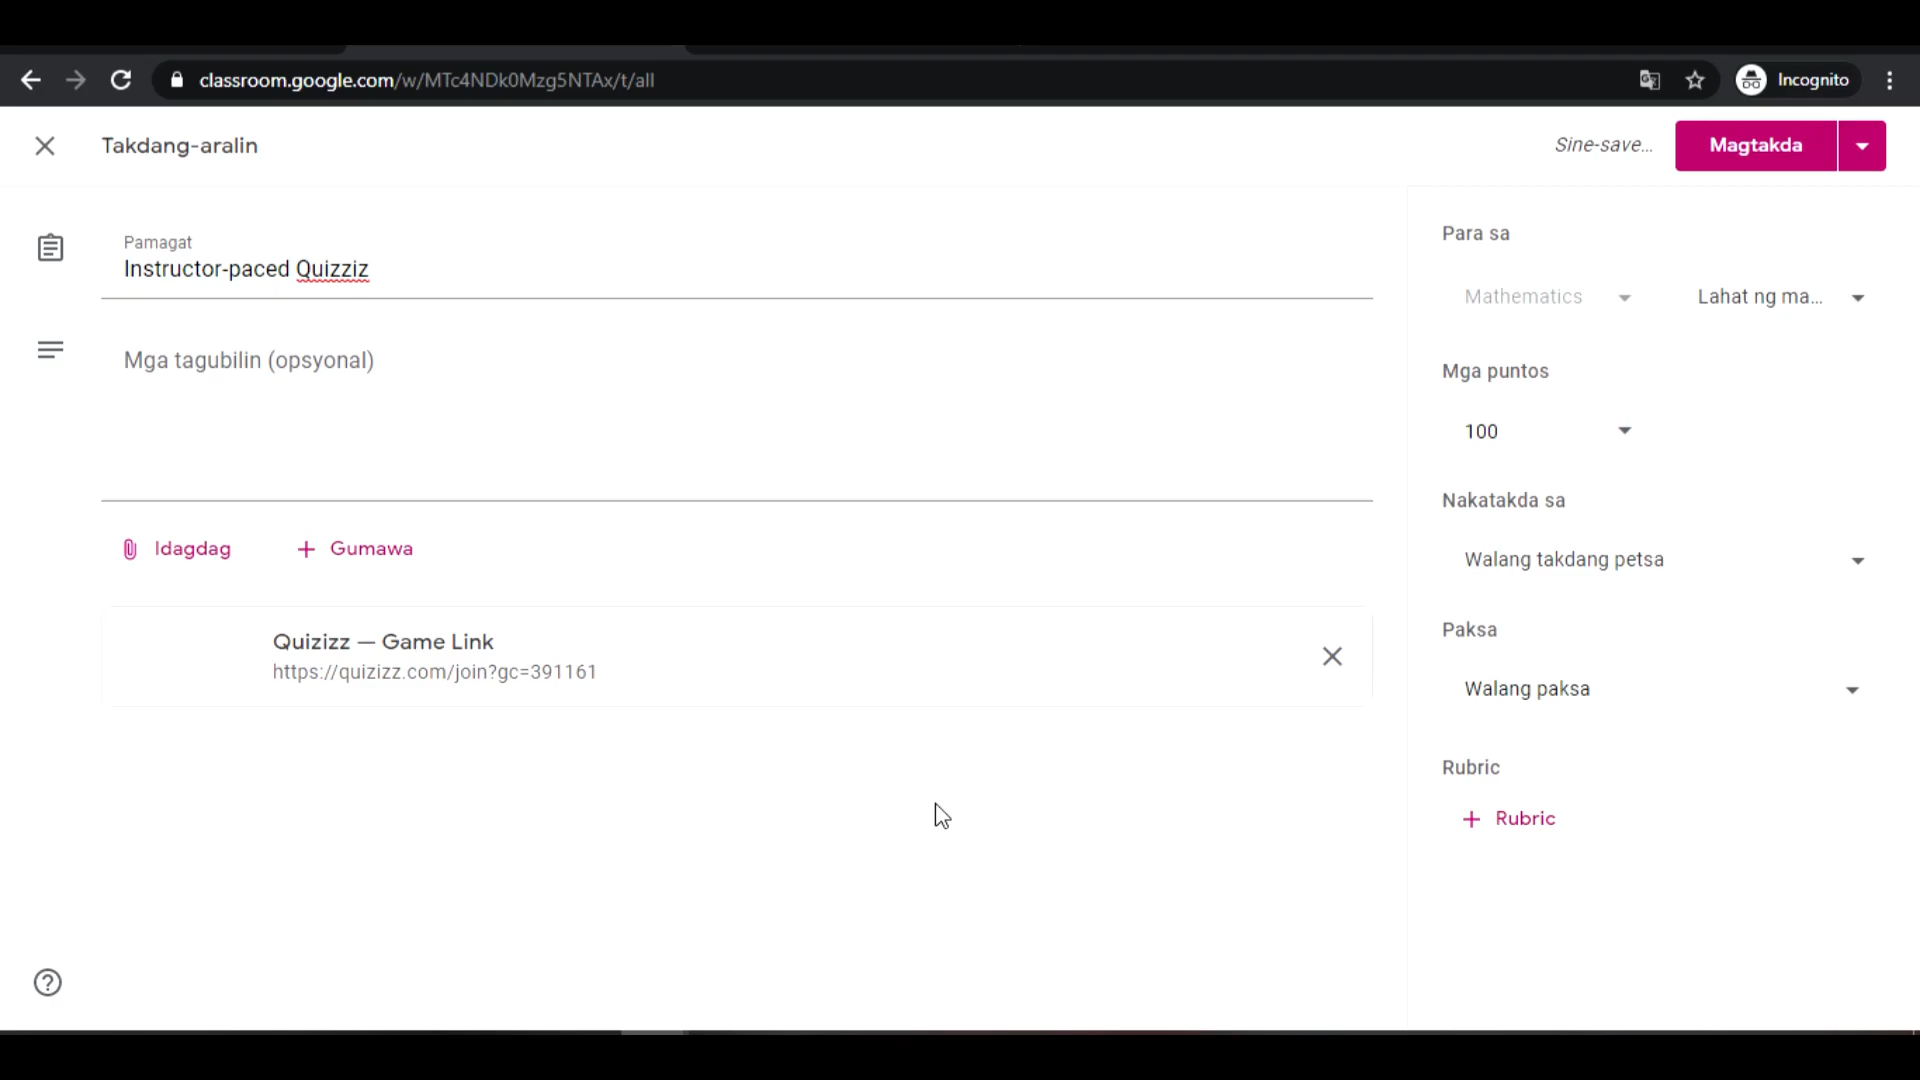 classroom.google.com/w/MTc4NDk0Mzg5NTAx/t/all
Incognito
Takdang-aralin
Sine-save...
Magtakda
Pamagat
Instructor-paced Quizziz
Mga tagubilin (opsyonal)
Idagdag
Gumawa
Quizizz — Game Link
https://quizizz.com/join?gc=391161
Para sa
Mathematics
Lahat ng ma...
Mga puntos
100
Nakatakda sa
Walang takdang petsa
Paksa
Walang paksa
Rubric
Rubric